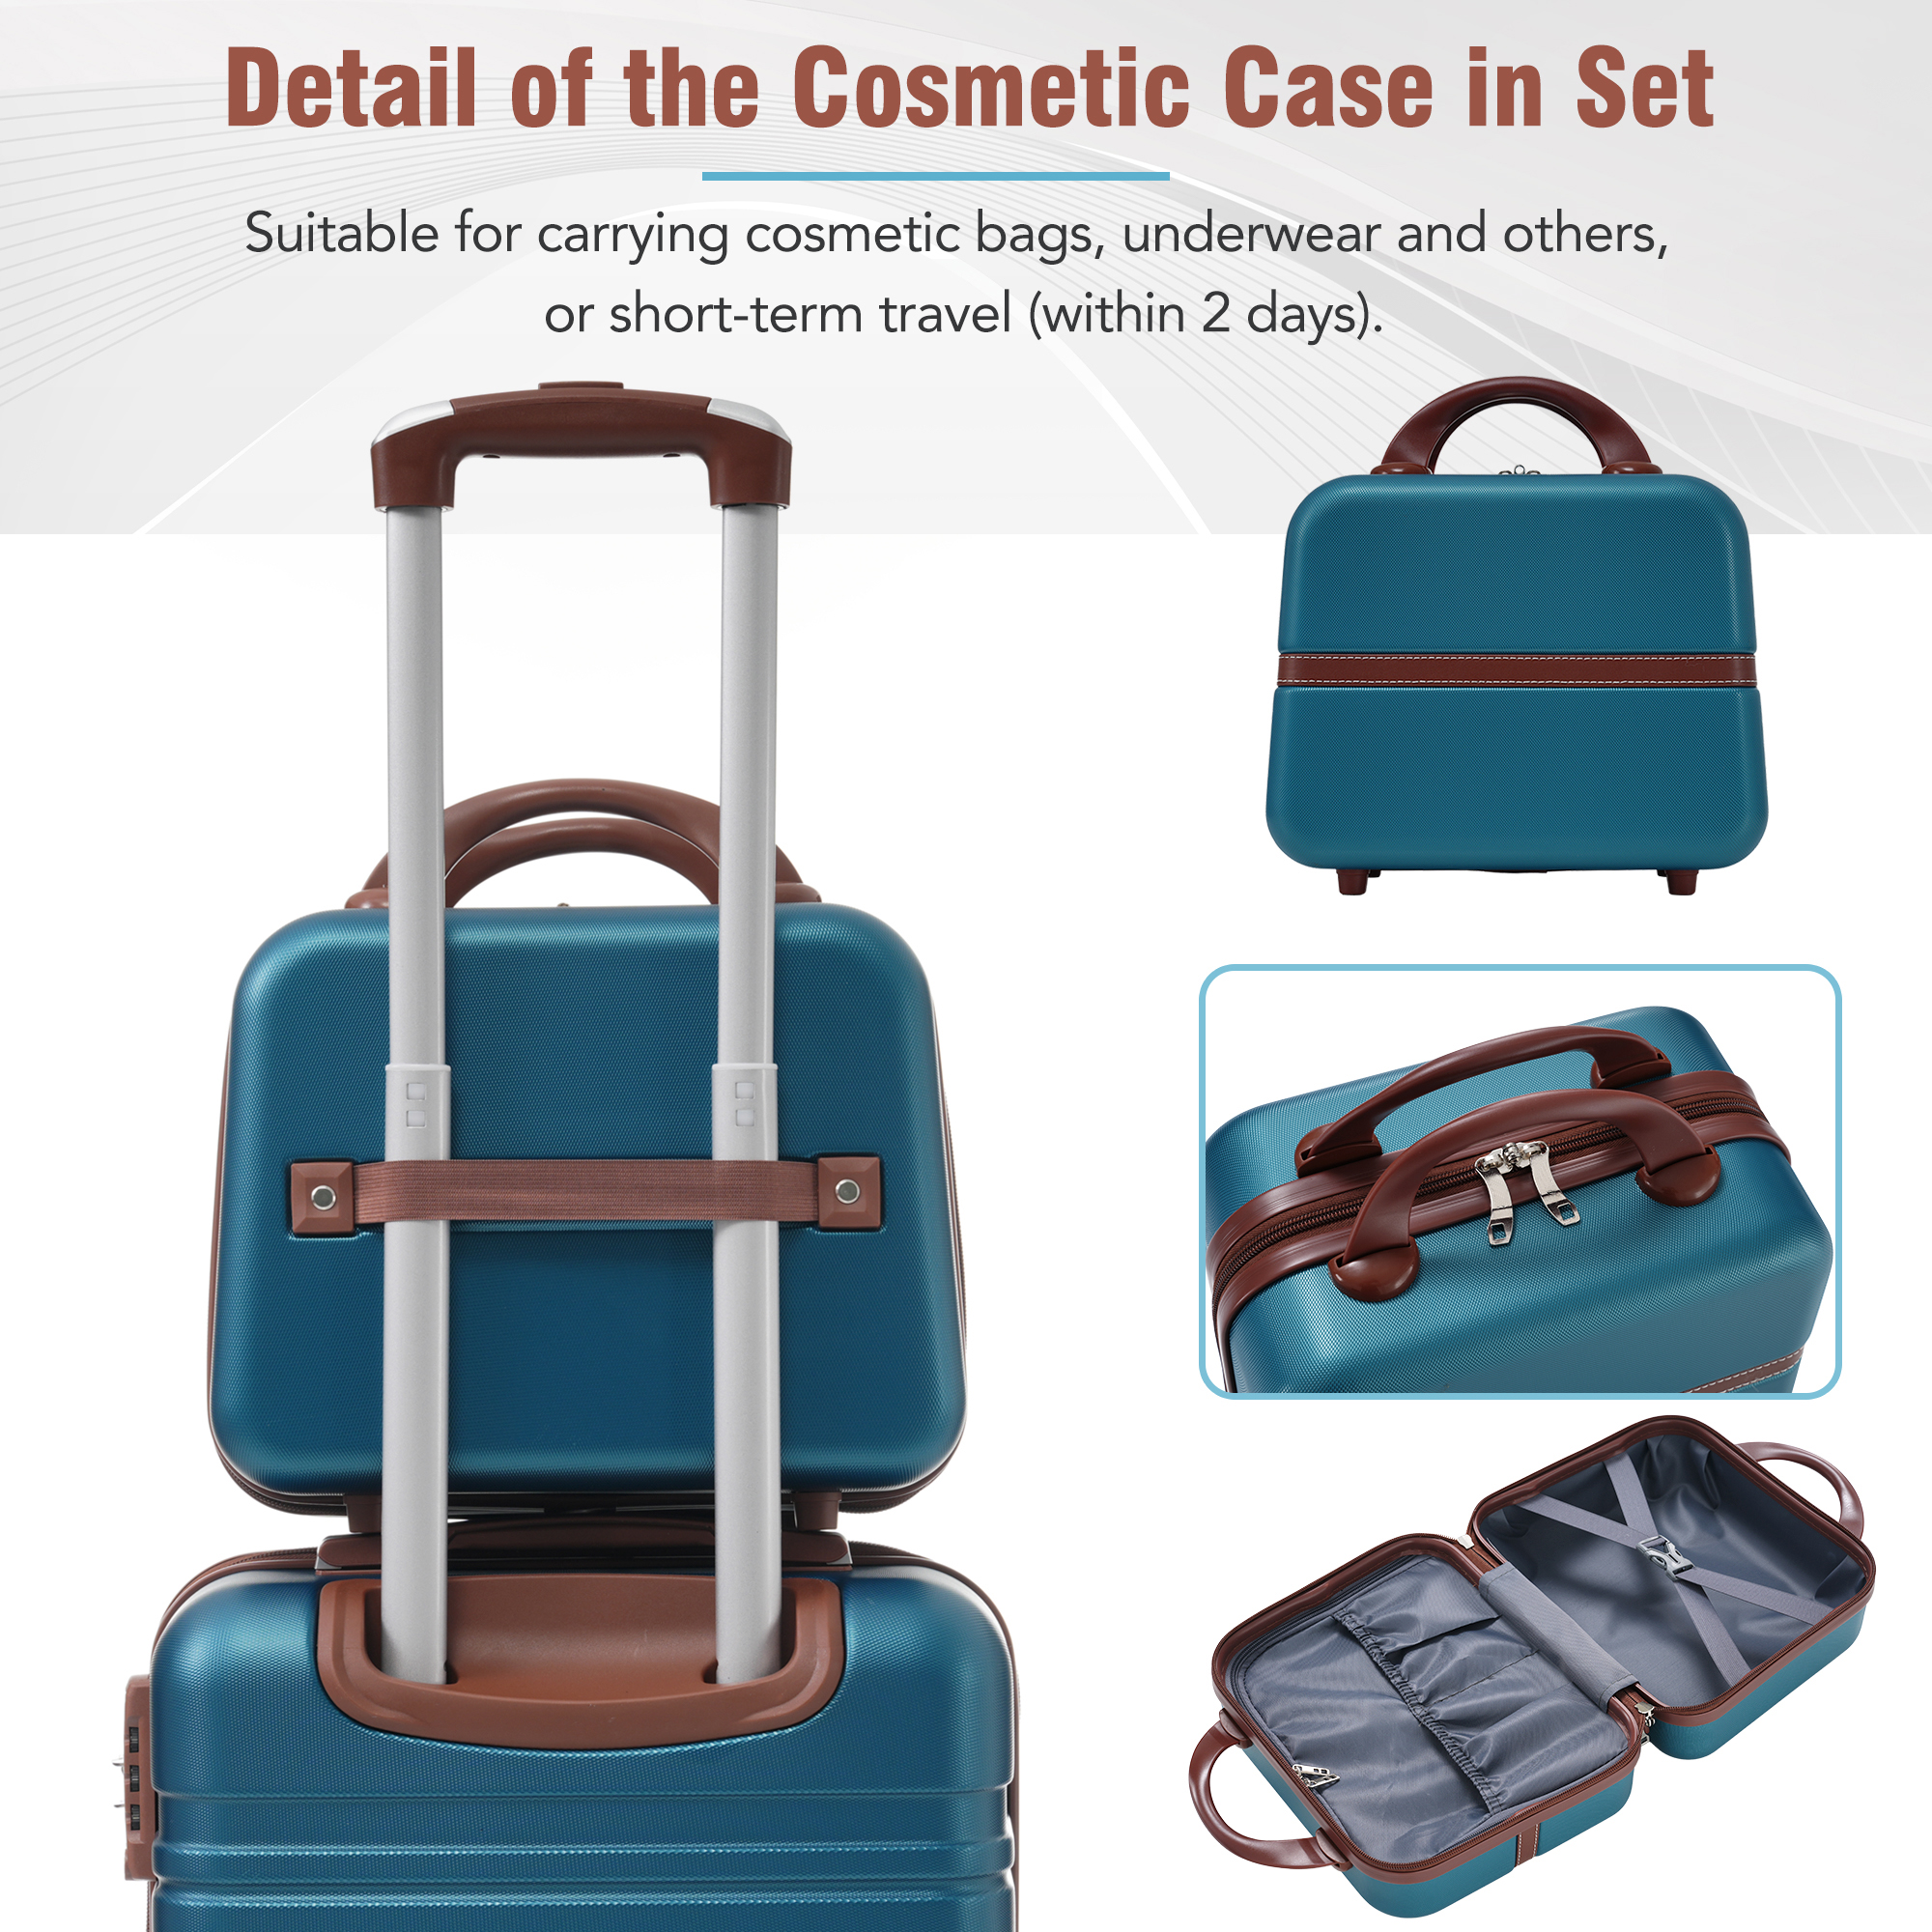 Detail of the Cosmetic Case in Set
Suitable for carrying cosmetic bags, underwear and others,
or short-term travel (within 2 days).